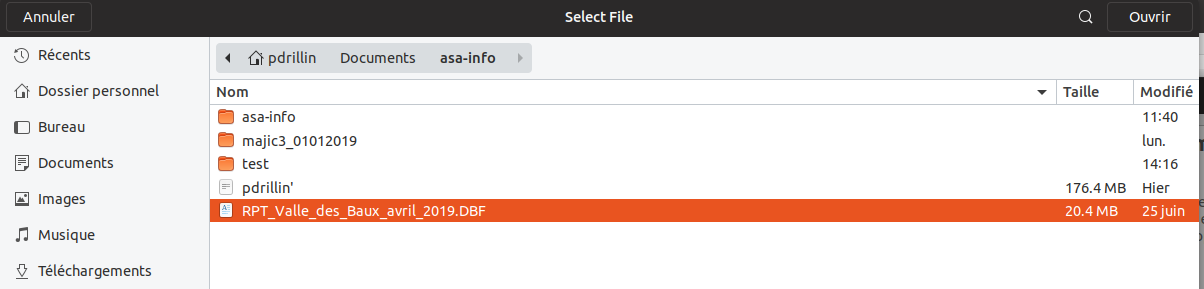 Annuler Select File Ouvrir
Récents
Dossier personnel
Bureau
Documents
Images
Musique
Téléchargements
pdrillin Documents asa-info
Nom Taille Modifié
asa-info 11:40
majic3_01012019 lun.
test 14:16
pdrillin' 176.4 MB Hier
RPT_Valle_des_Baux_avril_2019.DBF 20.4 MB 25 juin